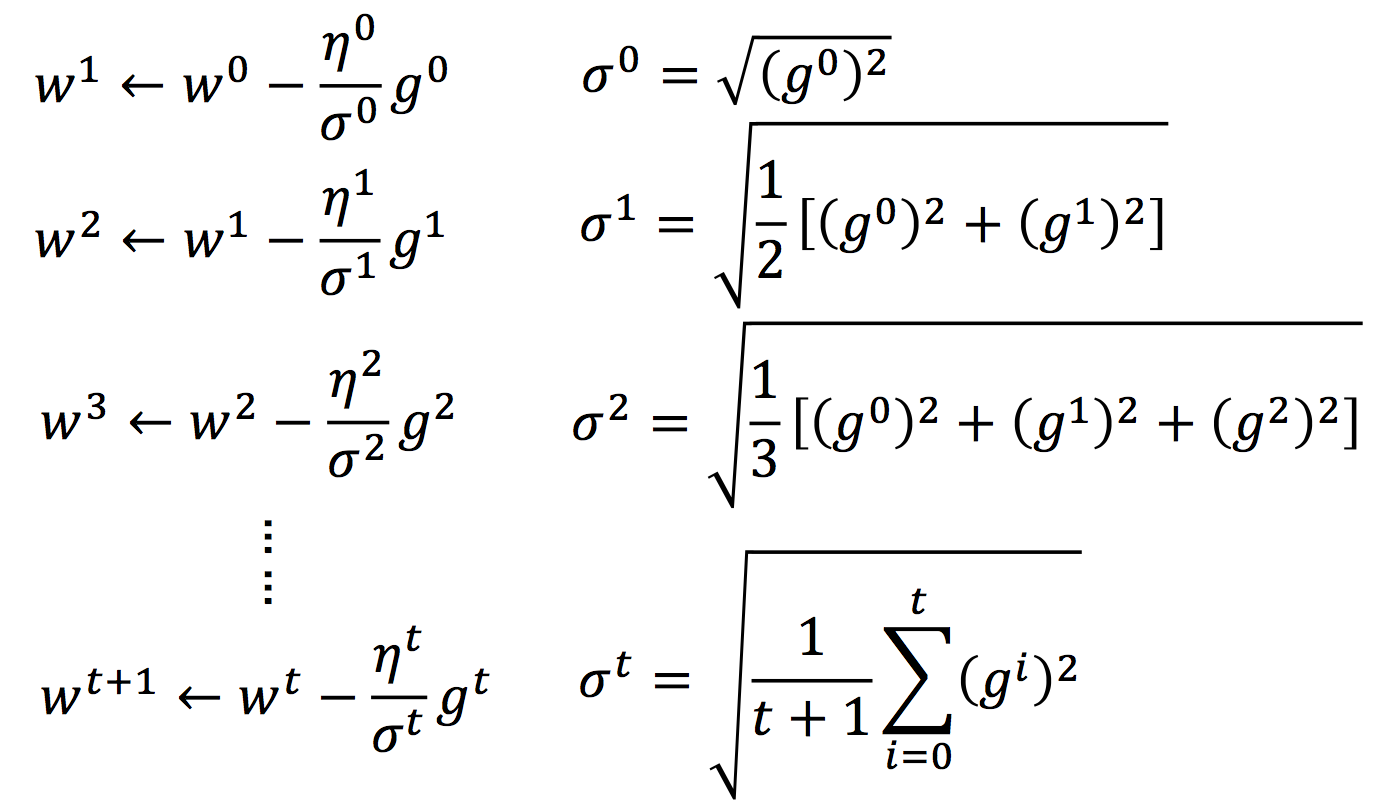 w¹ ← w⁰ − η⁰/σ⁰ g⁰    σ⁰ = √(g⁰)²
w² ← w¹ − η¹/σ¹ g¹    σ¹ = √(1/2 [(g⁰)² + (g¹)²])
w³ ← w² − η²/σ² g²    σ² = √(1/3 [(g⁰)² + (g¹)² + (g²)²])
⋮
⋮
wᵗ⁺¹ ← wᵗ − ηᵗ/σᵗ gᵗ    σᵗ = √(1/(t + 1) ∑_{i=0}^{t} (gⁱ)²)